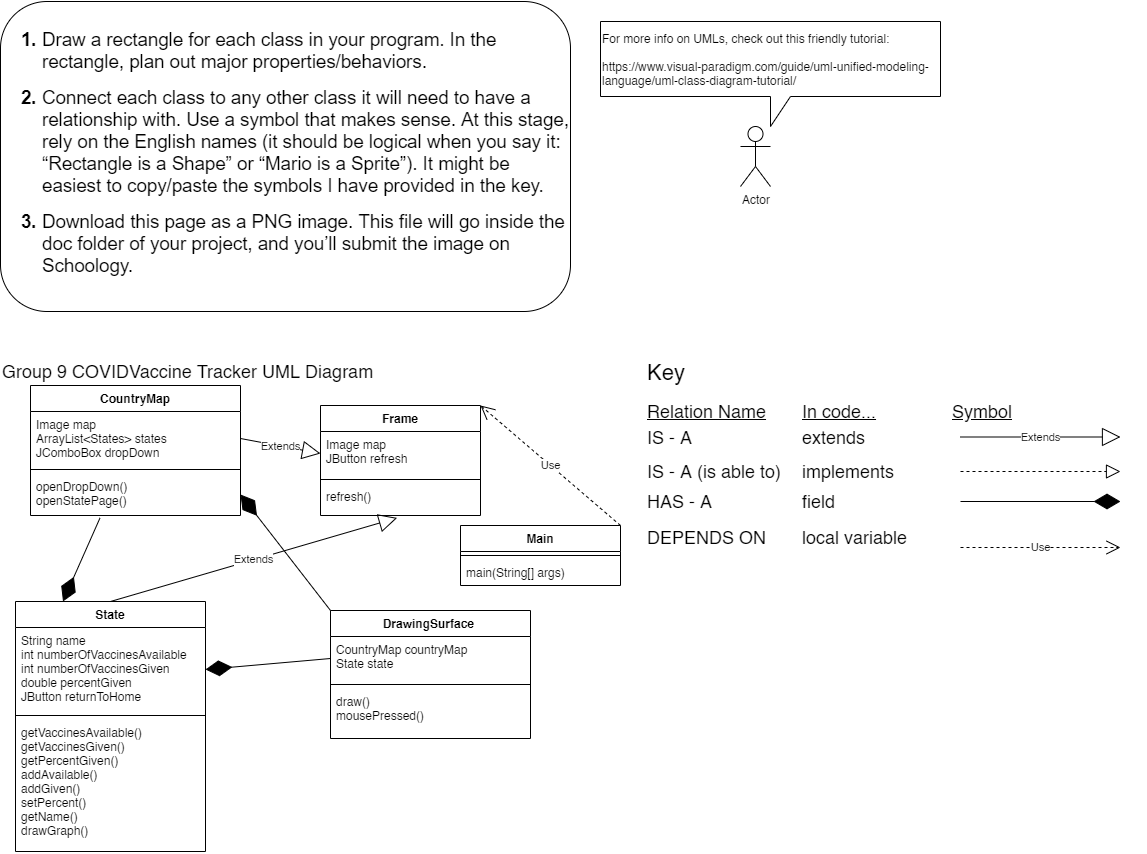 1. Draw a rectangle for each class in your program. In the
rectangle, plan out major properties/behaviors.
2. Connect each class to any other class it will need to have a
relationship with. Use a symbol that makes sense. At this stage,
rely on the English names (it should be logical when you say it:
“Rectangle is a Shape” or “Mario is a Sprite”). It might be
easiest to copy/paste the symbols I have provided in the key.
3. Download this page as a PNG image. This file will go inside the
doc folder of your project, and you’ll submit the image on
Schoology.
For more info on UMLs, check out this friendly tutorial:
https://www.visual-paradigm.com/guide/uml-unified-modeling-
language/uml-class-diagram-tutorial/
Actor
Group 9 COVIDVaccine Tracker UML Diagram
CountryMap
Image map
ArrayList<States> states
JComboBox dropDown
openDropDown()
openStatePage()
Extends
Frame
Image map
JButton refresh
refresh()
Use
Main
main(String[] args)
Extends
State
String name
int numberOfVaccinesAvailable
int numberOfVaccinesGiven
double percentGiven
JButton returnToHome
getVaccinesAvailable()
getVaccinesGiven()
getPercentGiven()
addAvailable()
addGiven()
setPercent()
getName()
drawGraph()
DrawingSurface
CountryMap countryMap
State state
draw()
mousePressed()
Key
Relation Name In code... Symbol
IS - A extends Extends
IS - A (is able to) implements
HAS - A field
DEPENDS ON local variable Use